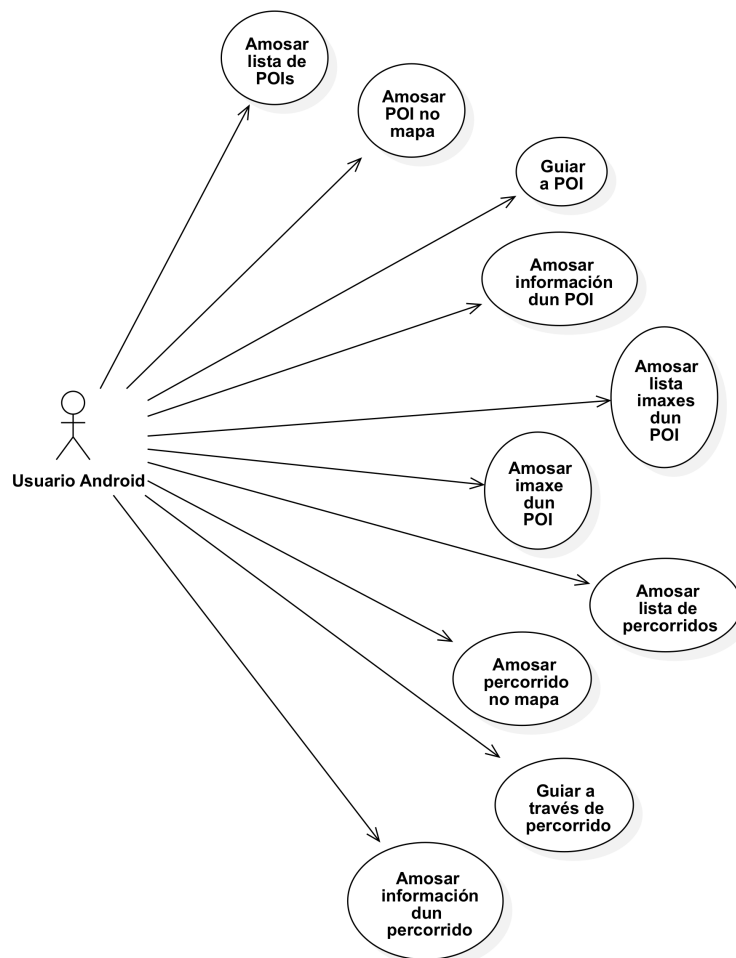 Amosar
lista de
POIs
Amosar
POI no
mapa
Guiar
a POI
Amosar
información
dun POI
Amosar
lista
imaxes
dun
POI
Usuario Android
Amosar
imaxe
dun
POI
Amosar
lista de
percorridos
Amosar
percorrido
no mapa
Guiar a
través de
percorrido
Amosar
información
dun
percorrido